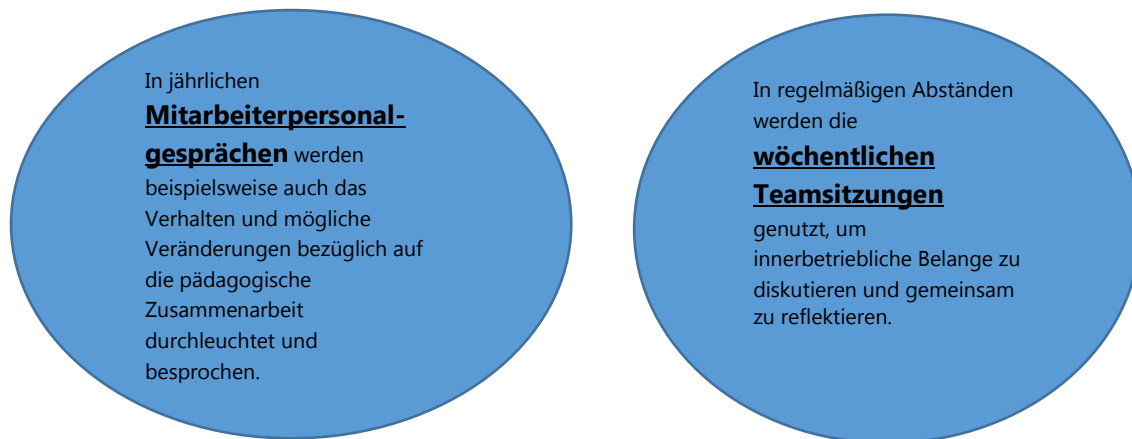 In jährlichen
Mitarbeiterpersonal-
gesprächen werden
beispielsweise auch das
Verhalten und mögliche
Veränderungen bezüglich auf
die pädagogische
Zusammenarbeit
durchleuchtet und
besprochen.
In regelmäßigen Abständen
werden die
wöchentlichen
Teamsitzungen
genutzt, um
innerbetriebliche Belange zu
diskutieren und gemeinsam
zu reflektieren.